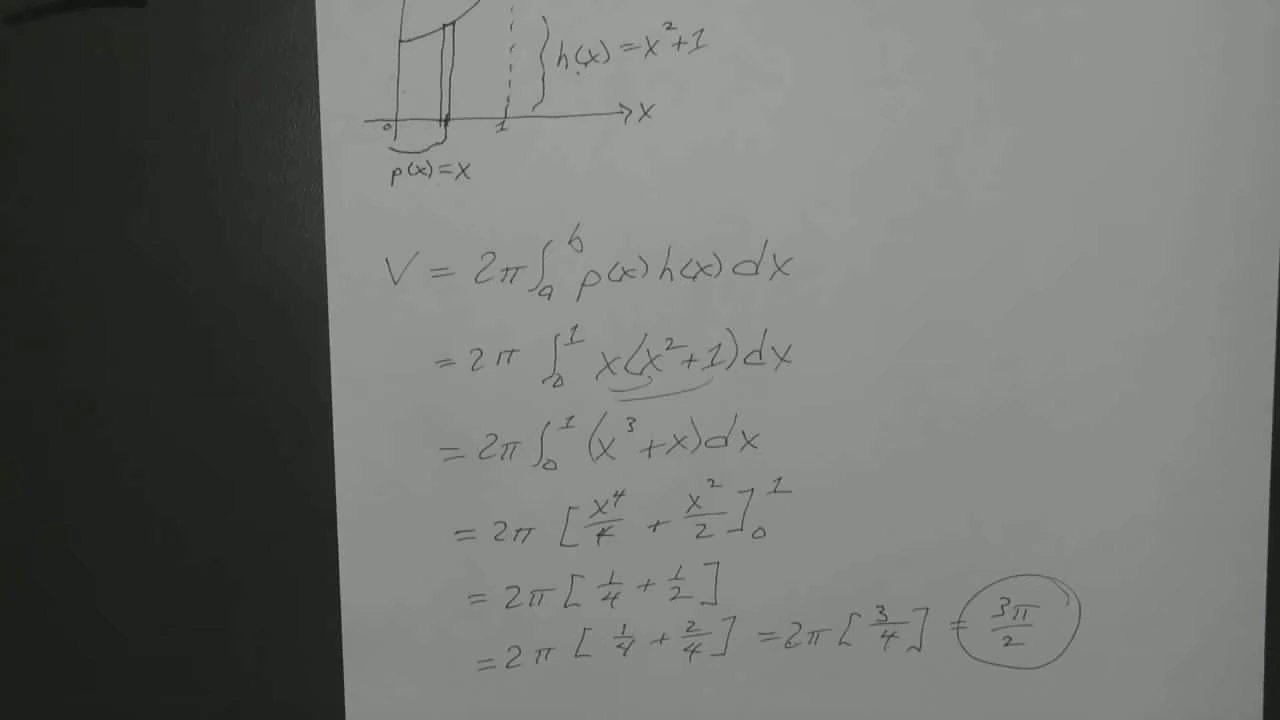 h(x) = x²+1
0 1 x
p(x) = x
V = 2π ∫ₐᵇ p(x) h(x) dx
= 2π ∫₀¹ x(x²+1) dx
= 2π ∫₀¹ (x³+x) dx
= 2π [x⁴/4 + x²/2]₀¹
= 2π [1/4 + 1/2]
= 2π [1/4 + 2/4] = 2π [3/4] = 3π/2